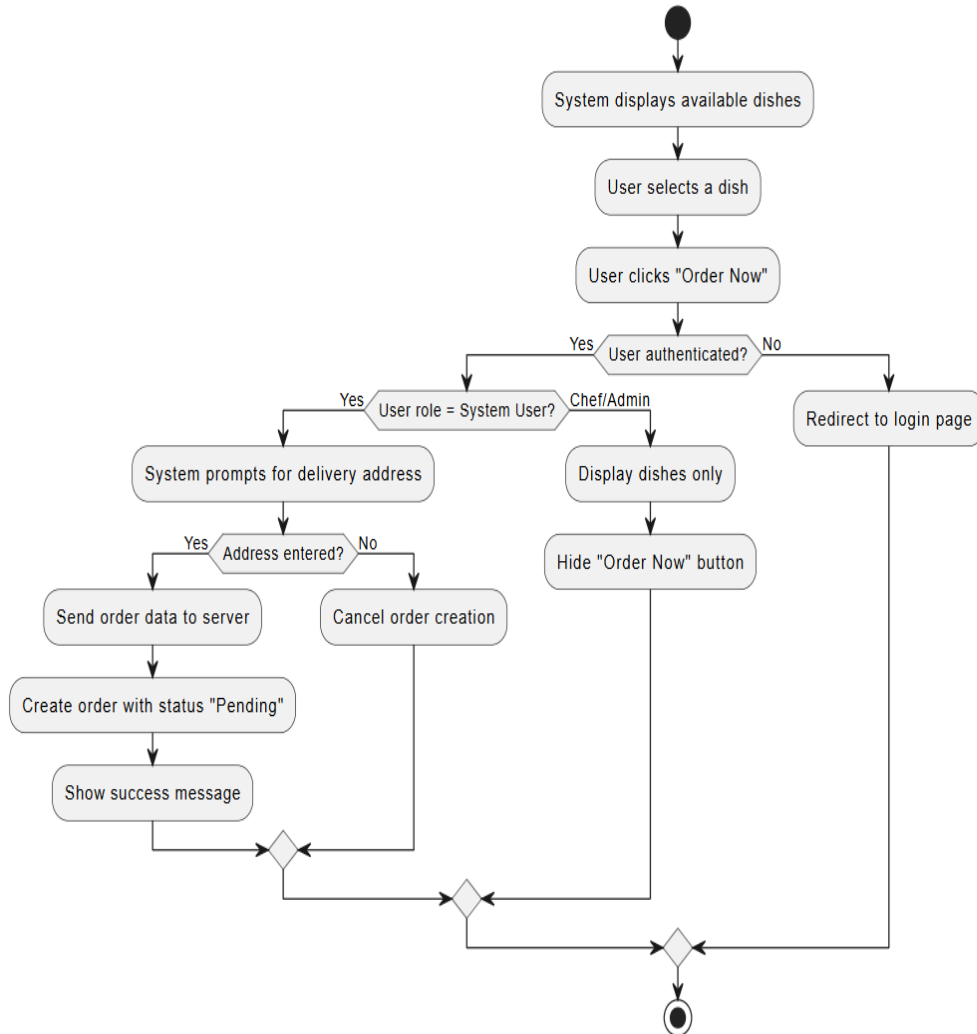 System displays available dishes
User selects a dish
User clicks "Order Now"
Yes
User authenticated?
No
Yes
User role = System User?
Chef/Admin
Redirect to login page
System prompts for delivery address
Display dishes only
Yes
Address entered?
No
Hide "Order Now" button
Send order data to server
Cancel order creation
Create order with status "Pending"
Show success message